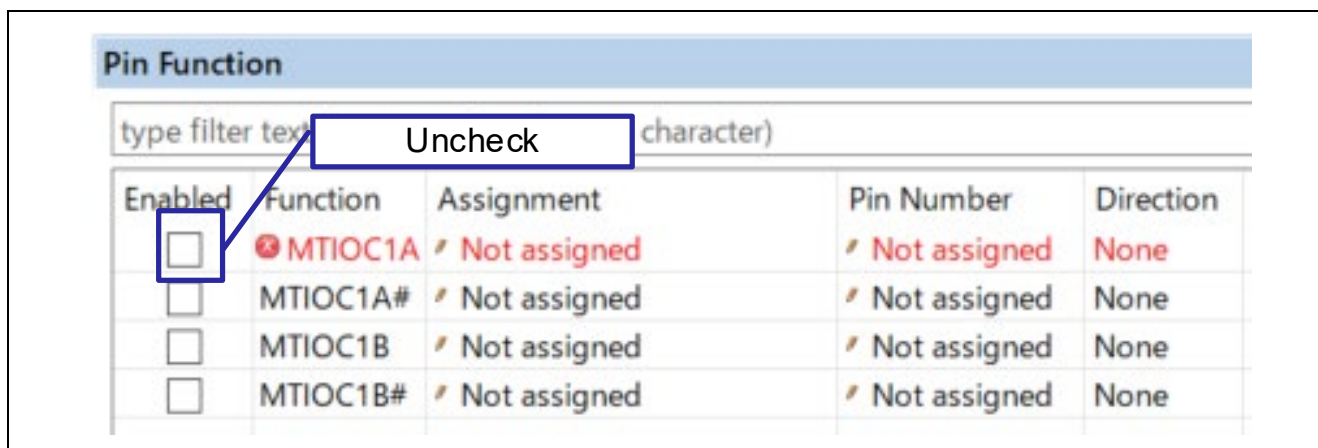 Pin Function
type filter tex
Uncheck
character)
Enabled Function Assignment Pin Number Direction
MTIOC1A Not assigned Not assigned None
MTIOC1A# Not assigned Not assigned None
MTIOC1B Not assigned Not assigned None
MTIOC1B# Not assigned Not assigned None